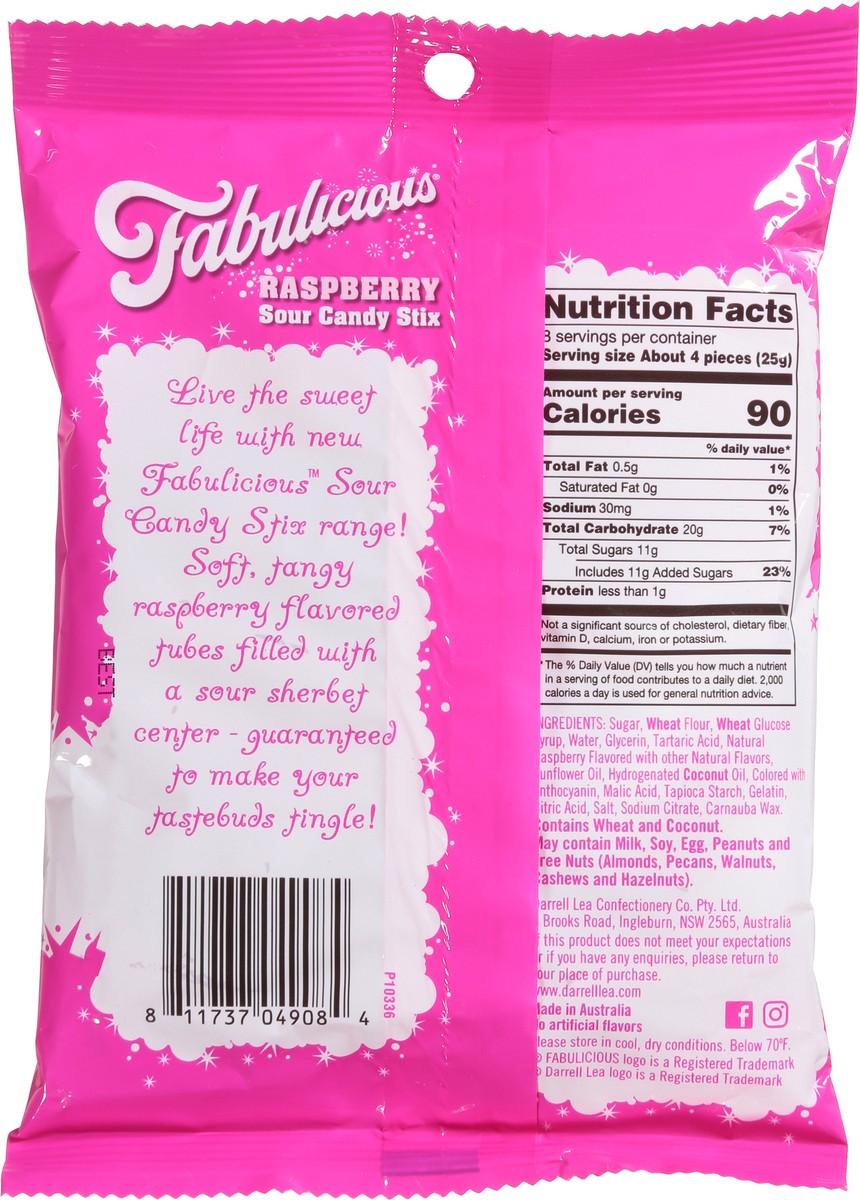 Fabulicious®
RASPBERRY
Sour Candy Stix
Live the sweet
life with new
Fabulicious™ Sour
Candy Stix range!
Soft, tangy
raspberry flavored
tubes filled with
a sour sherbet
center - guaranteed
to make your
tastebuds tingle!
BEST
8 11737 04908 4
P10336
Nutrition Facts
8 servings per container
Serving size About 4 pieces (25g)
Amount per serving
Calories 90
% daily value*
Total Fat 0.5g 1%
Saturated Fat 0g 0%
Sodium 30mg 1%
Total Carbohydrate 20g 7%
Total Sugars 11g
Includes 11g Added Sugars 23%
Protein less than 1g
Not a significant source of cholesterol, dietary fiber,
vitamin D, calcium, iron or potassium.
* The % Daily Value (DV) tells you how much a nutrient
in a serving of food contributes to a daily diet. 2,000
calories a day is used for general nutrition advice.
NGREDIENTS: Sugar, Wheat Flour, Wheat Glucose
yrup, Water, Glycerin, Tartaric Acid, Natural
aspberry Flavored with other Natural Flavors,
unflower Oil, Hydrogenated Coconut Oil, Colored with
nthocyanin, Malic Acid, Tapioca Starch, Gelatin,
itric Acid, Salt, Sodium Citrate, Carnauba Wax.
Contains Wheat and Coconut.
May contain Milk, Soy, Egg, Peanuts and
ree Nuts (Almonds, Pecans, Walnuts,
Cashews and Hazelnuts).
arrell Lea Confectionery Co. Pty. Ltd.
Brooks Road, Ingleburn, NSW 2565, Australia
f this product does not meet your expectations
r if you have any enquiries, please return to
our place of purchase.
www.darrelllea.com
Made in Australia
No artificial flavors
lease store in cool, dry conditions. Below 70°F.
® FABULICIOUS logo is a Registered Trademark
® Darrell Lea logo is a Registered Trademark